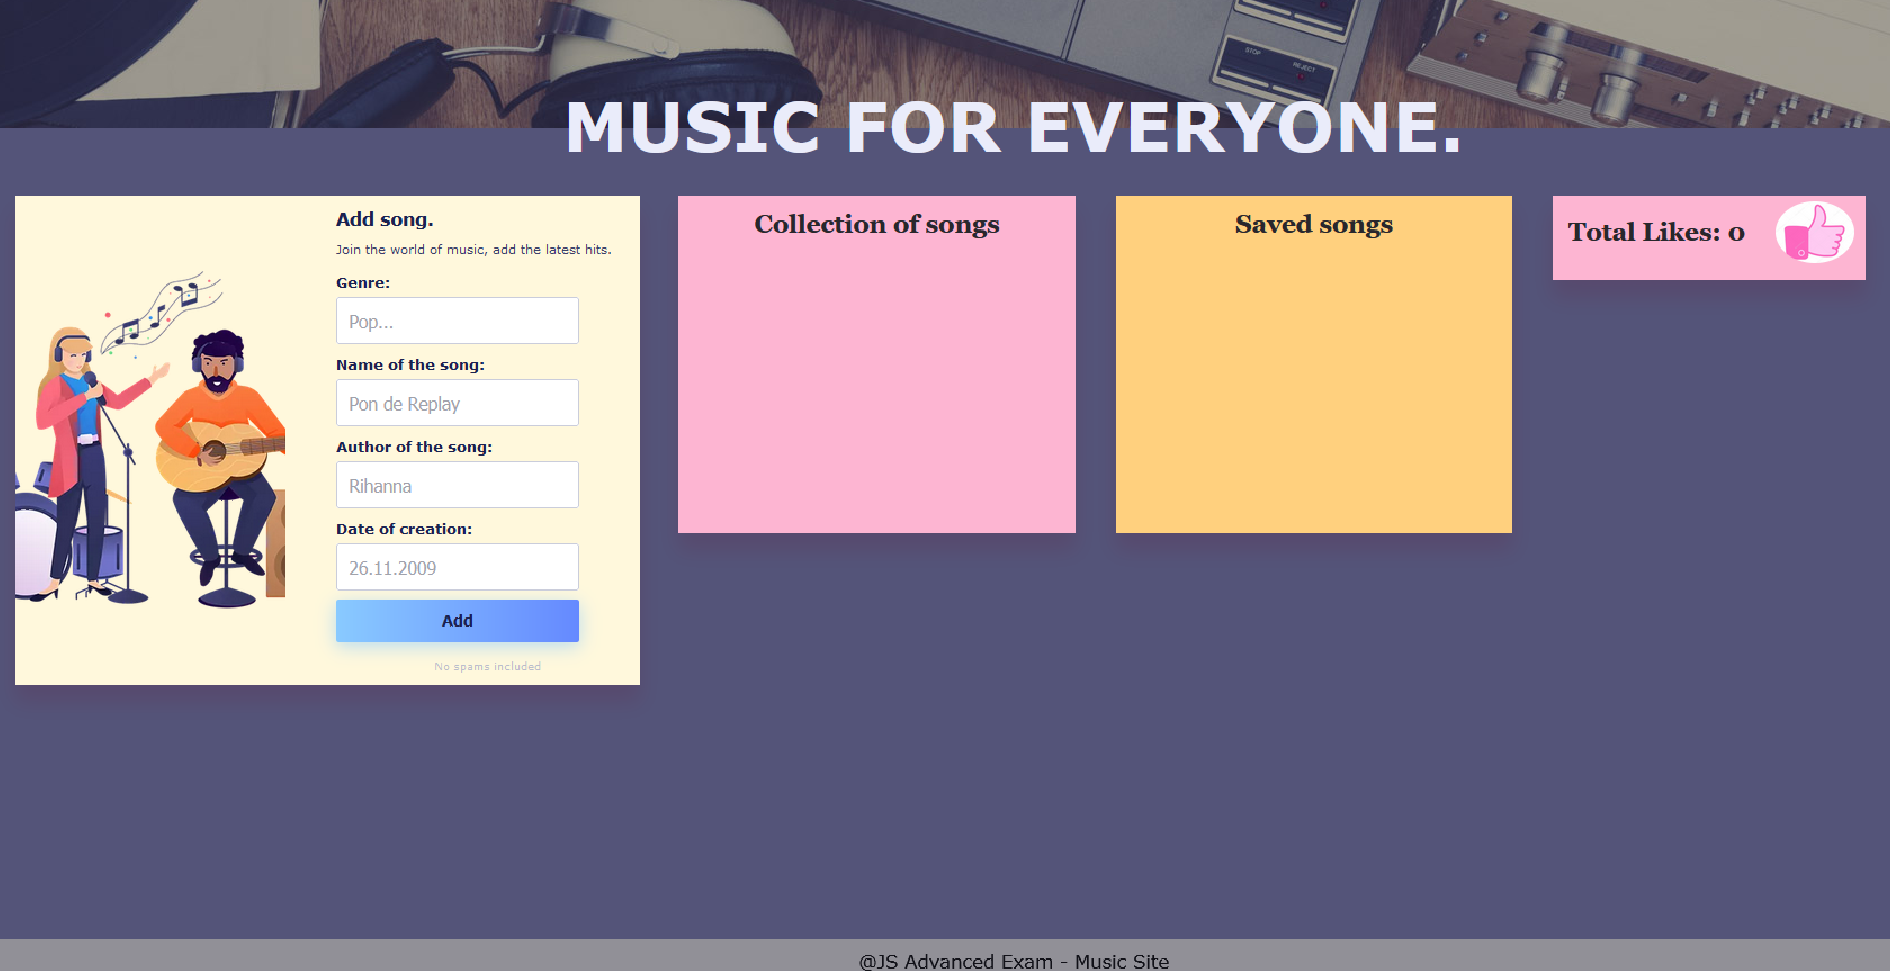 STOP
REJECT
MUSIC FOR EVERYONE.
Add song.
Join the world of music, add the latest hits.
Genre:
Pop...
Name of the song:
Pon de Replay
Author of the song:
Rihanna
Date of creation:
26.11.2009
Add
No spams included
Collection of songs
Saved songs
Total Likes: 0
@JS Advanced Exam - Music Site